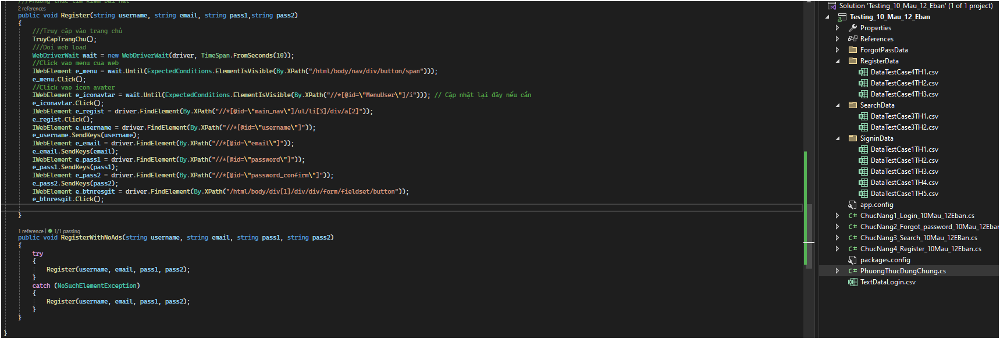 ///Phương thức tìm kiếm bài hát
2 references
public void Register(string username, string email, string pass1,string pass2)
{
///Truy cập vào trang chủ
TruyCapTrangChu();
///Doi web load
WebDriverWait wait = new WebDriverWait(driver, TimeSpan.FromSeconds(10));
//Click vao menu cua web
IWebElement e_menu = wait.Until(ExpectedConditions.ElementIsVisible(By.XPath("/html/body/nav/div/button/span")));
e_menu.Click();
//Click vao icon avater
IWebElement e_iconavtar = wait.Until(ExpectedConditions.ElementIsVisible(By.XPath("//*[@id=\"MenuUser\"]/i"))); // Cập nhật lại đây nếu cần
e_iconavtar.Click();
IWebElement e_regist = driver.FindElement(By.XPath("//*[@id=\"main_nav\"]/ul/li[3]/div/a[2]"));
e_regist.Click();
IWebElement e_username = driver.FindElement(By.XPath("//*[@id=\"username\"]"));
e_username.SendKeys(username);
IWebElement e_email = driver.FindElement(By.XPath("//*[@id=\"email\"]"));
e_email.SendKeys(email);
IWebElement e_pass1 = driver.FindElement(By.XPath("//*[@id=\"password\"]"));
e_pass1.SendKeys(pass1);
IWebElement e_pass2 = driver.FindElement(By.XPath("//*[@id=\"password_confirm\"]"));
e_pass2.SendKeys(pass2);
IWebElement e_btnresgit = driver.FindElement(By.XPath("/html/body/div[1]/div/div/form/fieldset/button"));
e_btnresgit.Click();
}
1 reference | 1/1 passing
public void RegisterWithNoAds(string username, string email, string pass1, string pass2)
{
try
{
Register(username, email, pass1, pass2);
}
catch (NoSuchElementException)
{
Register(username, email, pass1, pass2);
}
}
}
Solution 'Testing_10_Mau_12_Eban' (1 of 1 project)
Testing_10_Mau_12_Eban
Properties
References
ForgotPassData
RegisterData
DataTestCase4TH1.csv
DataTestCase4TH2.csv
DataTestCase4TH3.csv
SearchData
DataTestCase3TH1.csv
DataTestCase3TH2.csv
SigninData
DataTestCase1TH1.csv
DataTestCase1TH2.csv
DataTestCase1TH3.csv
DataTestCase1TH4.csv
DataTestCase1TH5.csv
app.config
C# ChucNang1_Login_10Mau_12Eban.cs
C# ChucNang2_Forgot_password_10Mau_12Eban
C# ChucNang3_Search_10Mau_12EBan.cs
C# ChucNang4_Register_10Mau_12Eban.cs
packages.config
C# PhuongThucDungChung.cs
TextDataLogin.csv